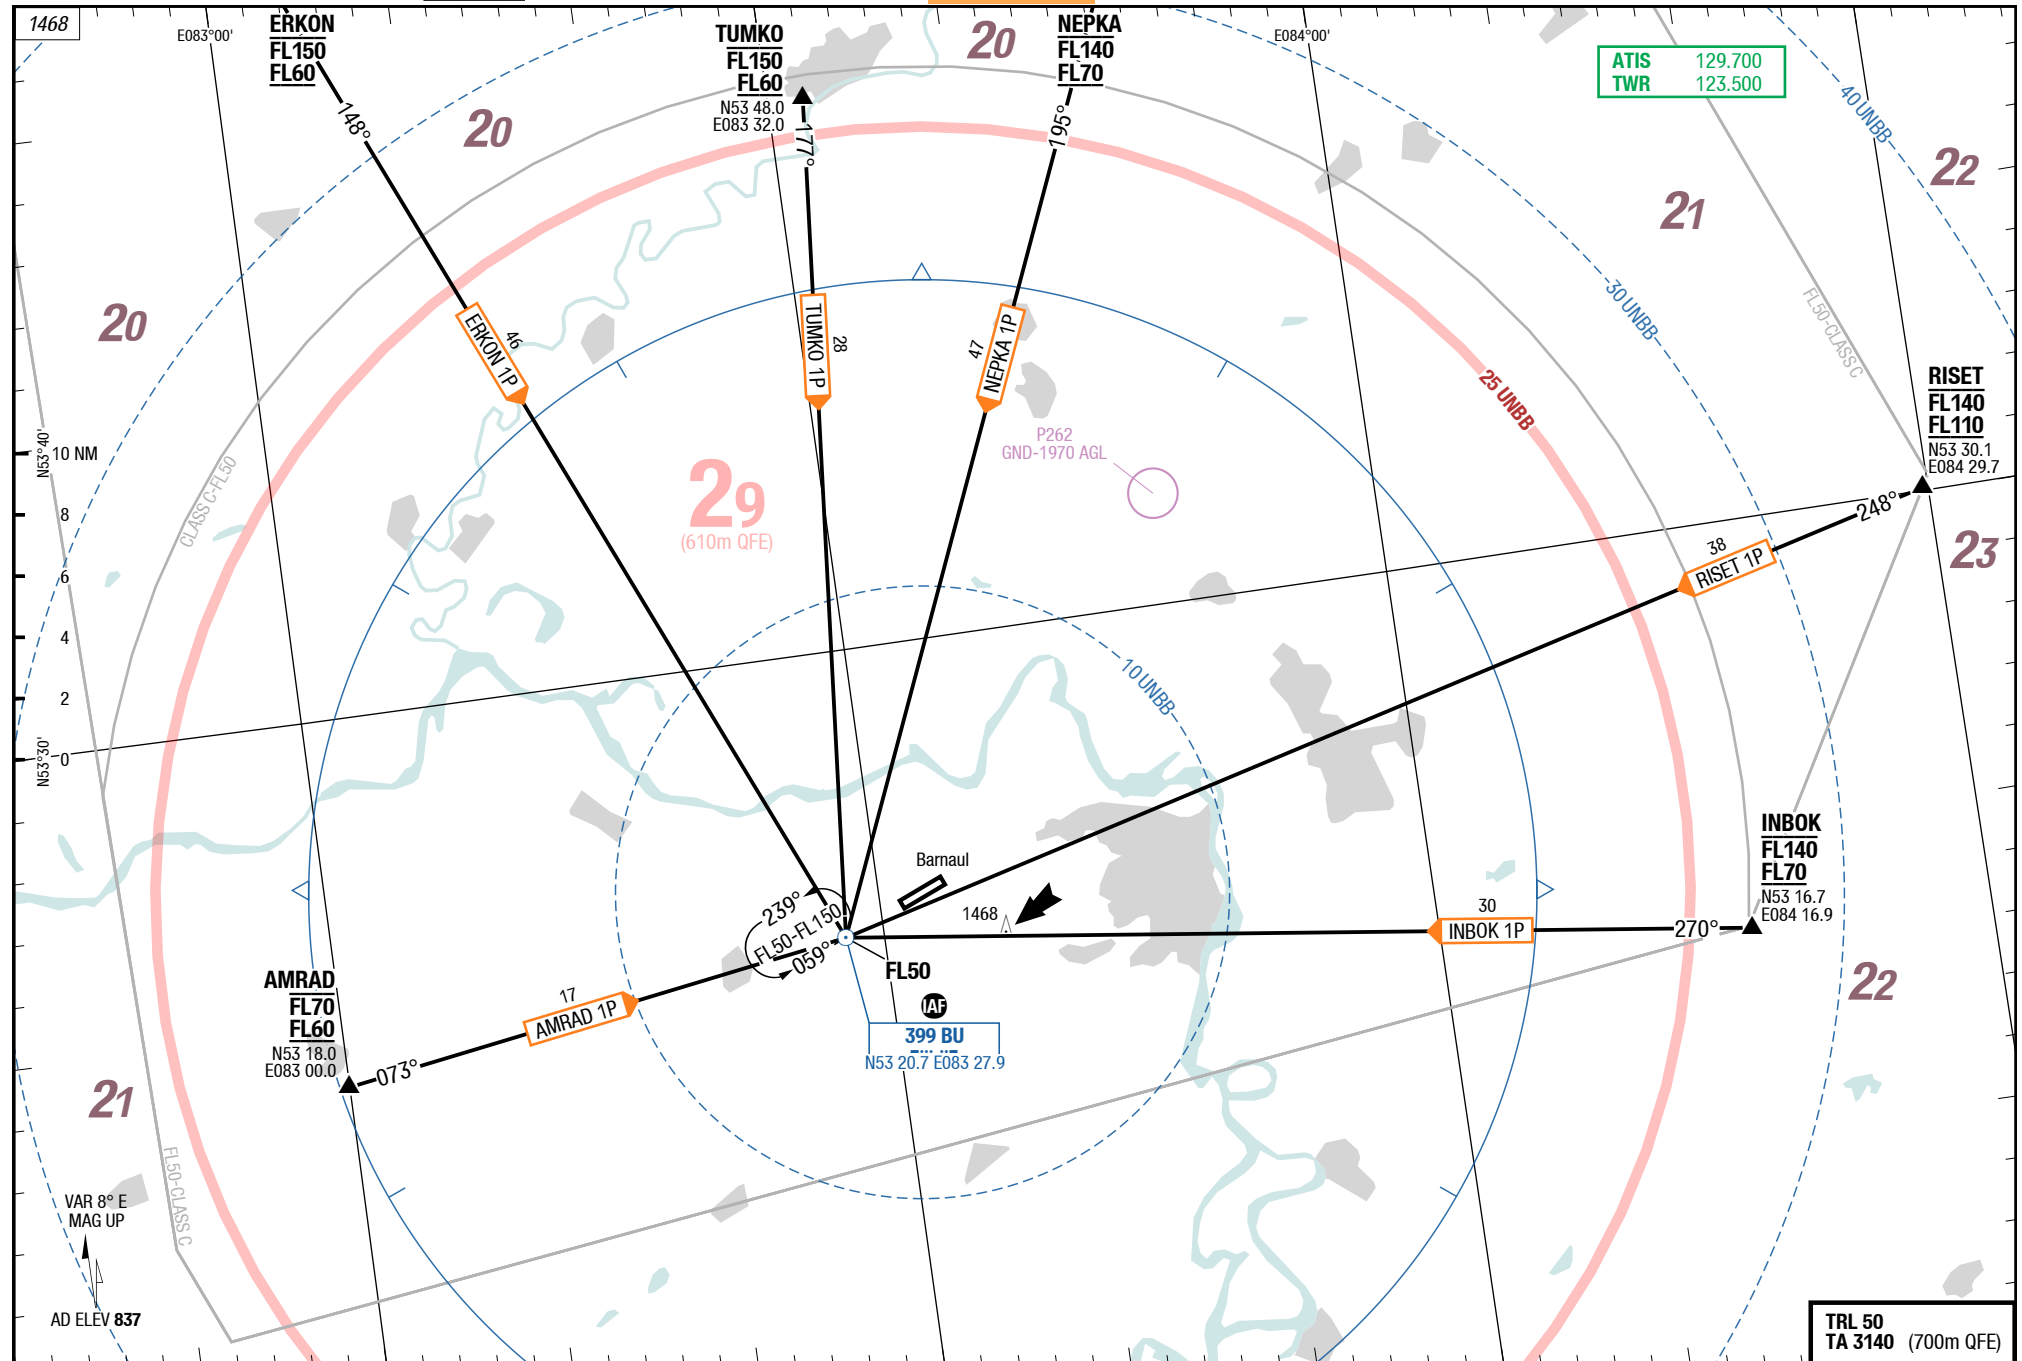 1468
E083°00'
ERKON
FL150
FL60
148°
TUMKO
FL150
FL60
N53 48.0
E083 32.0
177°
NEPKA
FL140
FL70
195°
E084°00'
ATIS 129.700
TWR 123.500
40 UNBB
30 UNBB
25 UNBB
10 UNBB
20
20
20
21
22
23
22
21
29
(610m QFE)
ERKON 1P
46
TUMKO 1P
28
NEPKA 1P
47
P262
GND-1970 AGL
FL50-CLASS C
CLASS C-FL50
RISET
FL140
FL110
N53 30.1
E084 29.7
248°
38
RISET 1P
N53°40'
10 NM
8
6
4
2
0
N53°30'
INBOK
FL140
FL70
N53 16.7
E084 16.9
270°
30
INBOK 1P
Barnaul
1468
239°
FL50-FL150
059°
FL50
IAF
399 BU
N53 20.7 E083 27.9
AMRAD
FL70
FL60
N53 18.0
E083 00.0
073°
17
AMRAD 1P
FL50-CLASS C
VAR 8° E
MAG UP
AD ELEV 837
TRL 50
TA 3140 (700m QFE)